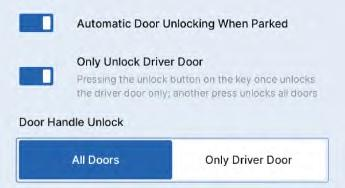 Automatic Door Unlocking When Parked
Only Unlock Driver Door
Pressing the unlock button on the key once unlocks
the driver door only; another press unlocks all doors
Door Handle Unlock
All Doors
Only Driver Door